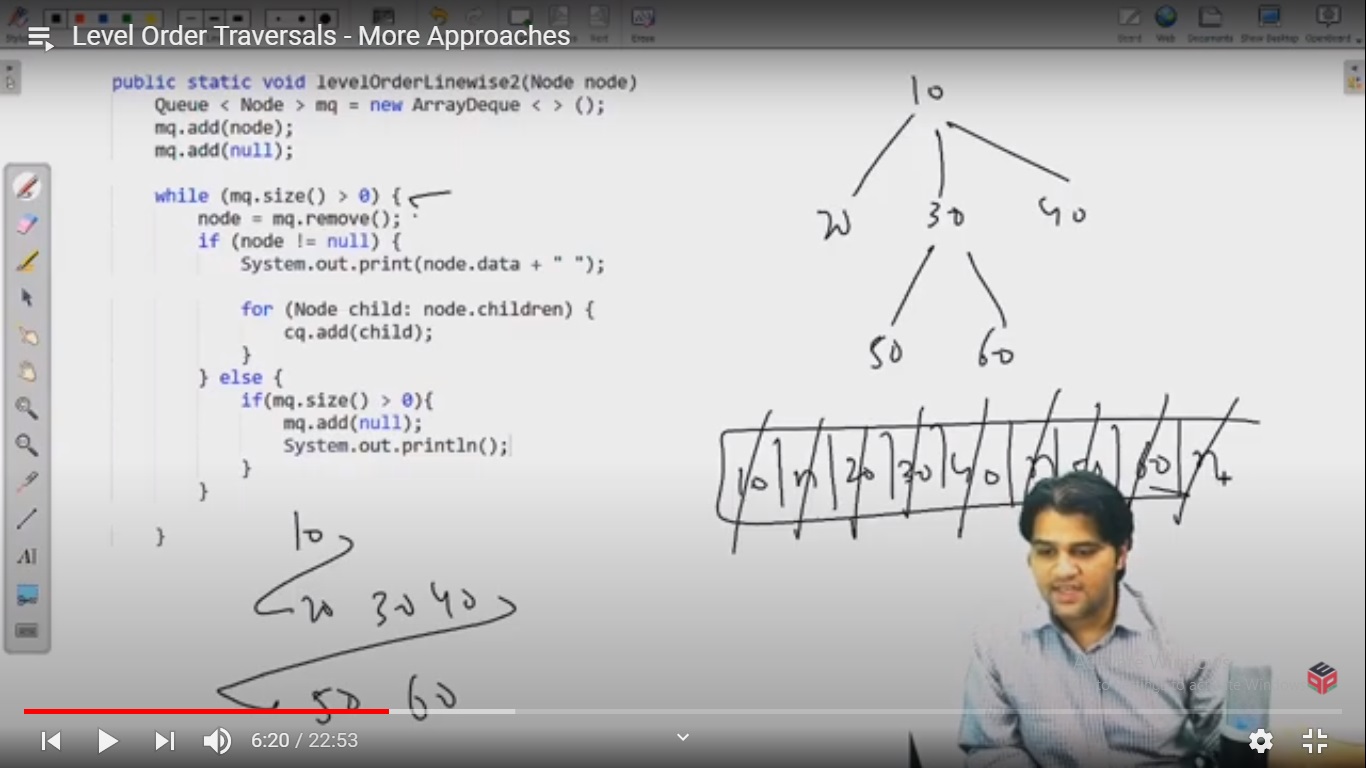 Level Order Traversals - More Approaches
public static void levelOrderLinewise2(Node node)
Queue < Node > mq = new ArrayDeque < > ();
mq.add(node);
mq.add(null);
while (mq.size() > 0) {
node = mq.remove();
if (node != null) {
System.out.print(node.data + " ");
for (Node child: node.children) {
cq.add(child);
}
} else {
if(mq.size() > 0){
mq.add(null);
System.out.println();
}
}
}
10
20 30 40
50 60
10
20 30 40
50 60
10 n 20 30 40 n 50 60 n
6:20 / 22:53